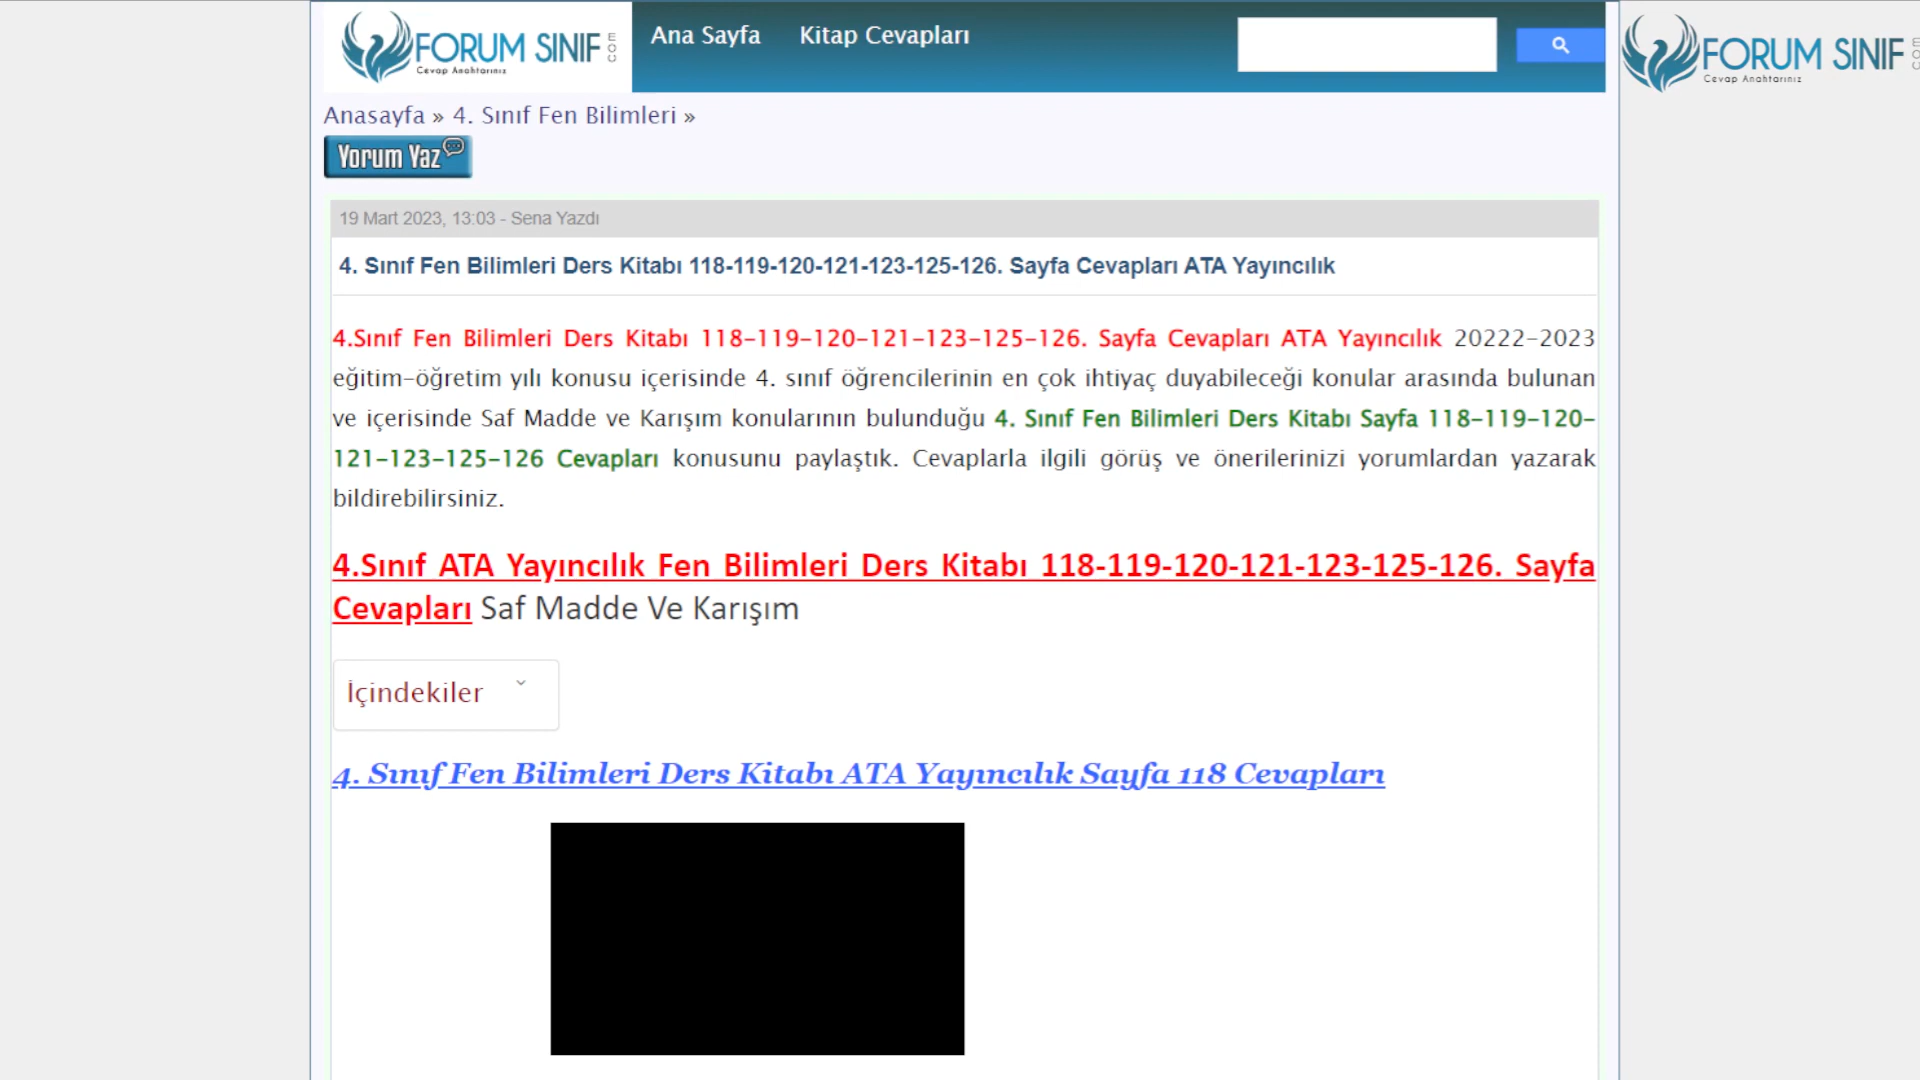 FORUM SINIF COM
Cevap Anahtarınız
Ana Sayfa
Kitap Cevapları
FORUM SINIF COM
Cevap Anahtarınız
Anasayfa » 4. Sınıf Fen Bilimleri »
Yorum Yaz
19 Mart 2023, 13:03 - Sena Yazdı
4. Sınıf Fen Bilimleri Ders Kitabı 118-119-120-121-123-125-126. Sayfa Cevapları ATA Yayıncılık
4.Sınıf Fen Bilimleri Ders Kitabı 118-119-120-121-123-125-126. Sayfa Cevapları ATA Yayıncılık 20222-2023
eğitim-öğretim yılı konusu içerisinde 4. sınıf öğrencilerinin en çok ihtiyaç duyabileceği konular arasında bulunan
ve içerisinde Saf Madde ve Karışım konularının bulunduğu 4. Sınıf Fen Bilimleri Ders Kitabı Sayfa 118-119-120-
121-123-125-126 Cevapları konusunu paylaştık. Cevaplarla ilgili görüş ve önerilerinizi yorumlardan yazarak
bildirebilirsiniz.
4.Sınıf ATA Yayıncılık Fen Bilimleri Ders Kitabı 118-119-120-121-123-125-126. Sayfa
Cevapları Saf Madde Ve Karışım
İçindekiler
4. Sınıf Fen Bilimleri Ders Kitabı ATA Yayıncılık Sayfa 118 Cevapları